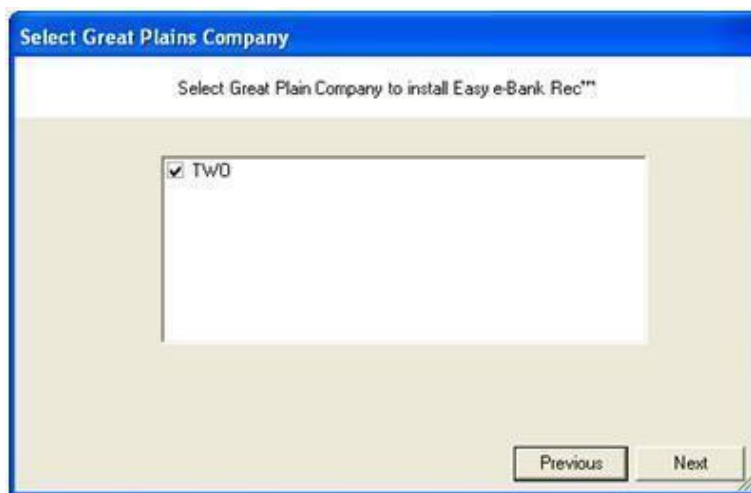 Select Great Plains Company
Select Great Plain Company to install Easy e-Bank Rec™
TWO
Previous Next